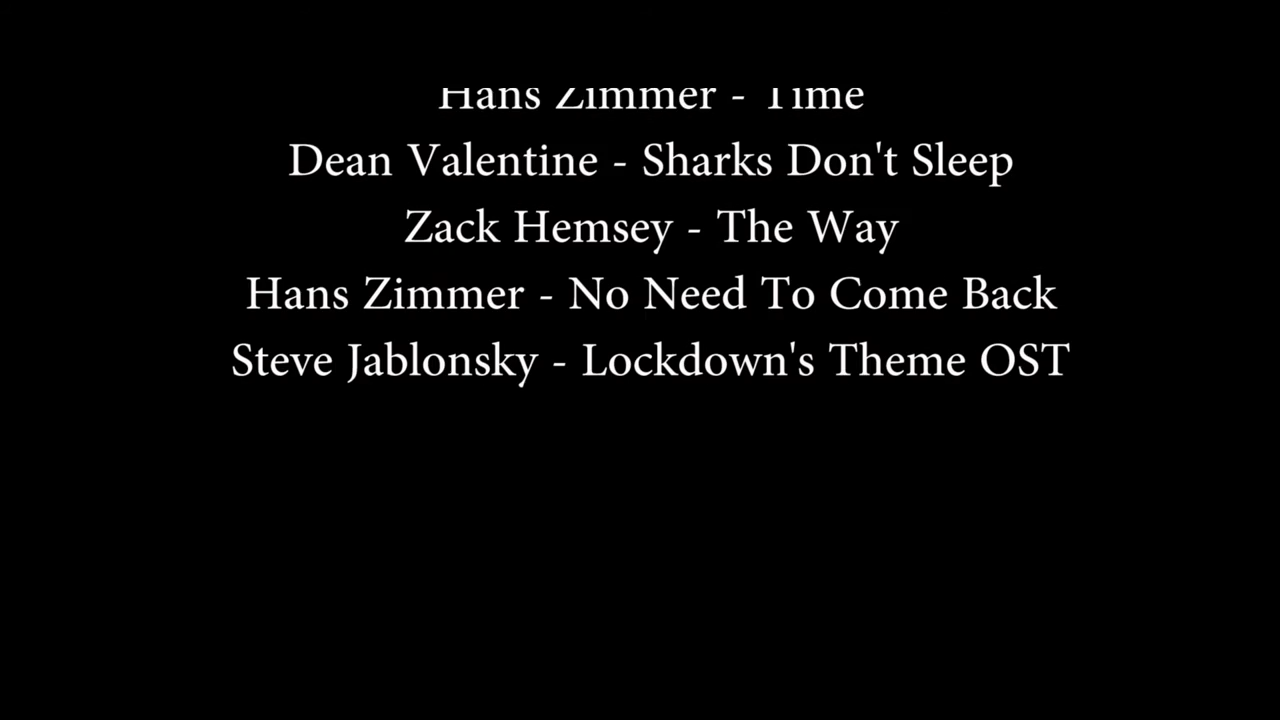 Hans Zimmer - Time
Dean Valentine - Sharks Don't Sleep
Zack Hemsey - The Way
Hans Zimmer - No Need To Come Back
Steve Jablonsky - Lockdown's Theme OST